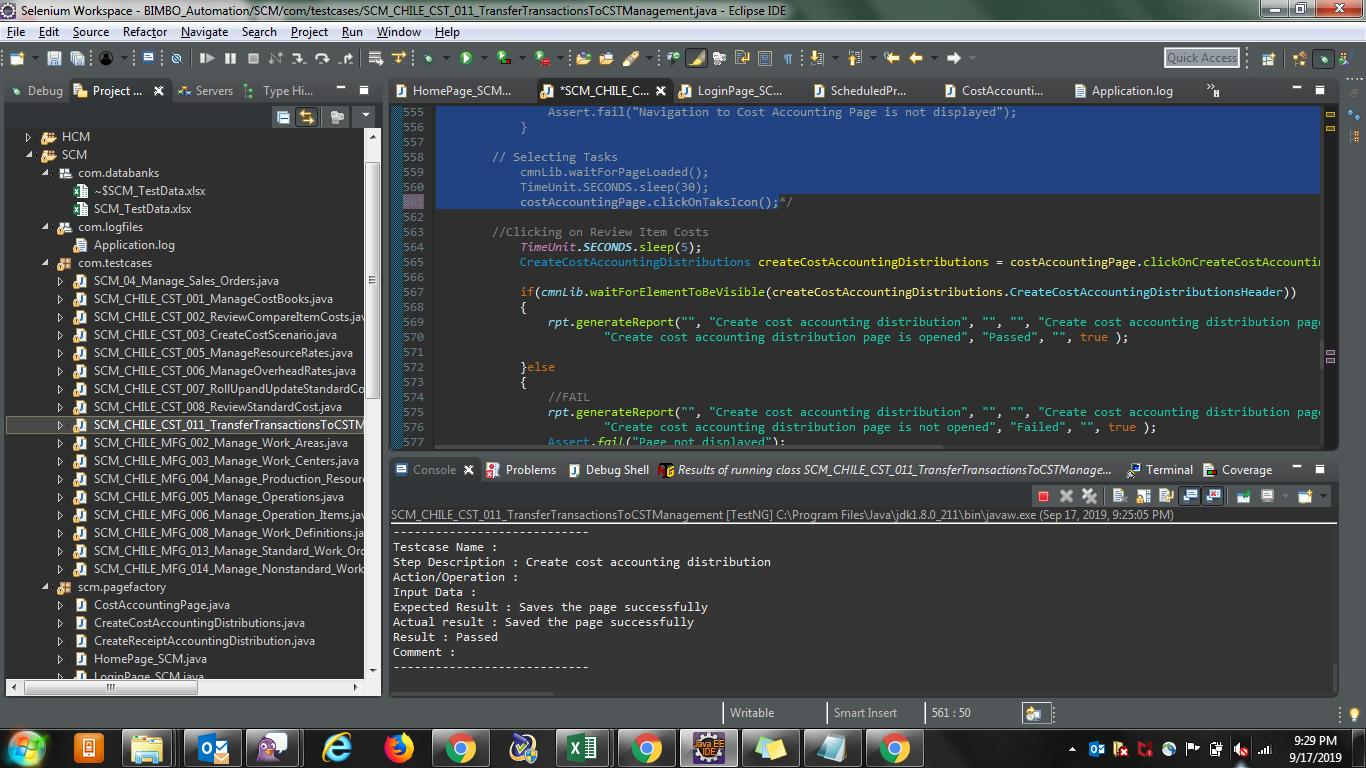 Selenium Workspace - BIMBO_Automation/SCM/com/testcases/SCM_CHILE_CST_011_TransferTransactionsToCSTManagement.java - Eclipse IDE
File Edit Source Refactor Navigate Search Project Run Window Help
Quick Access
Debug Project ... Servers Type Hi...
HomePage_SCM... *SCM_CHILE_C... LoginPage_SC... ScheduledPr... CostAccounti... Application.log
HCM
SCM
com.databanks
~$SCM_TestData.xlsx
SCM_TestData.xlsx
com.logfiles
Application.log
com.testcases
SCM_04_Manage_Sales_Orders.java
SCM_CHILE_CST_001_ManageCostBooks.java
SCM_CHILE_CST_002_ReviewCompareItemCosts.jav
SCM_CHILE_CST_003_CreateCostScenario.java
SCM_CHILE_CST_005_ManageResourceRates.java
SCM_CHILE_CST_006_ManageOverheadRates.java
SCM_CHILE_CST_007_RollUpandUpdateStandardCo
SCM_CHILE_CST_008_ReviewStandardCost.java
SCM_CHILE_CST_011_TransferTransactionsToCSTM
SCM_CHILE_MFG_002_Manage_Work_Areas.java
SCM_CHILE_MFG_003_Manage_Work_Centers.java
SCM_CHILE_MFG_004_Manage_Production_Resour
SCM_CHILE_MFG_005_Manage_Operations.java
SCM_CHILE_MFG_006_Manage_Operation_Items.jav
SCM_CHILE_MFG_008_Manage_Work_Definitions.ja
SCM_CHILE_MFG_013_Manage_Standard_Work_Orc
SCM_CHILE_MFG_014_Manage_Nonstandard_Work
scm.pagefactory
CostAccountingPage.java
CreateCostAccountingDistributions.java
CreateReceiptAccountingDistribution.java
HomePage_SCM.java
LoginPage_SCM.java
555 Assert.fail("Navigation to Cost Accounting Page is not displayed");
556 }
557
558 // Selecting Tasks
559 cmnLib.waitForPageLoaded();
560 TimeUnit.SECONDS.sleep(30);
561 costAccountingPage.clickOnTaksIcon();*/
562
563 //Clicking on Review Item Costs
564 TimeUnit.SECONDS.sleep(5);
565 CreateCostAccountingDistributions createCostAccountingDistributions = costAccountingPage.clickOnCreateCostAccounti
566
567 if(cmnLib.waitForElementToBeVisible(createCostAccountingDistributions.CreateCostAccountingDistributionsHeader))
568 {
569 rpt.generateReport("", "Create cost accounting distribution", "", "", "Create cost accounting distribution page
570 "Create cost accounting distribution page is opened", "Passed", "", true );
571
572 }else
573 {
574 //FAIL
575 rpt.generateReport("", "Create cost accounting distribution", "", "", "Create cost accounting distribution page
576 "Create cost accounting distribution page is not opened", "Failed", "", true );
577 Assert.fail("Page not displayed");
Console Problems Debug Shell Results of running class SCM_CHILE_CST_011_TransferTransactionsToCSTManage... Terminal Coverage
SCM_CHILE_CST_011_TransferTransactionsToCSTManagement [TestNG] C:\Program Files\Java\jdk1.8.0_211\bin\javaw.exe (Sep 17, 2019, 9:25:05 PM)
----------------------------
Testcase Name :
Step Description : Create cost accounting distribution
Action/Operation :
Input Data :
Expected Result : Saves the page successfully
Actual result : Saved the page successfully
Result : Passed
Comment :
----------------------------
Writable Smart Insert 561 : 50
Java EE
IDE
9:29 PM
9/17/2019